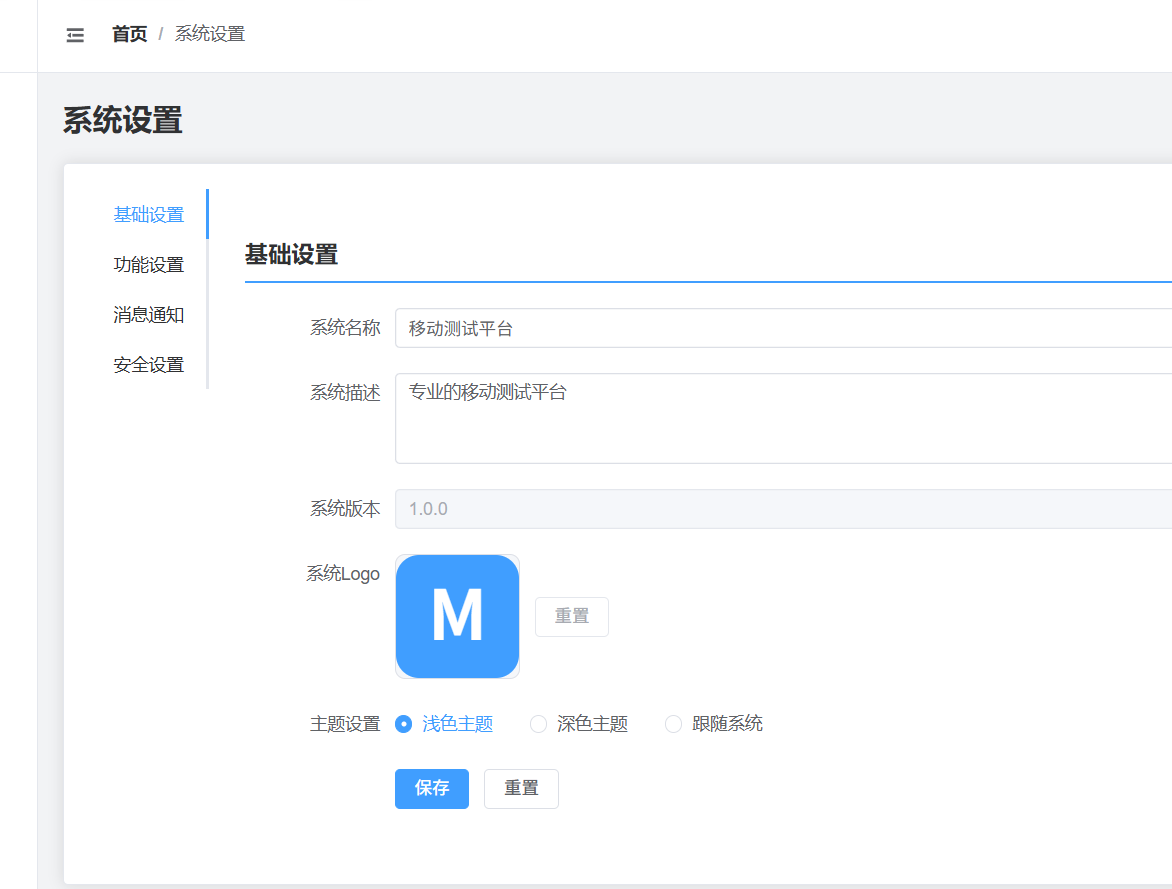 首页 / 系统设置
系统设置
基础设置
功能设置
消息通知
安全设置
基础设置
系统名称 移动测试平台
系统描述 专业的移动测试平台
系统版本 1.0.0
系统Logo M 重置
主题设置 浅色主题 深色主题 跟随系统
保存 重置